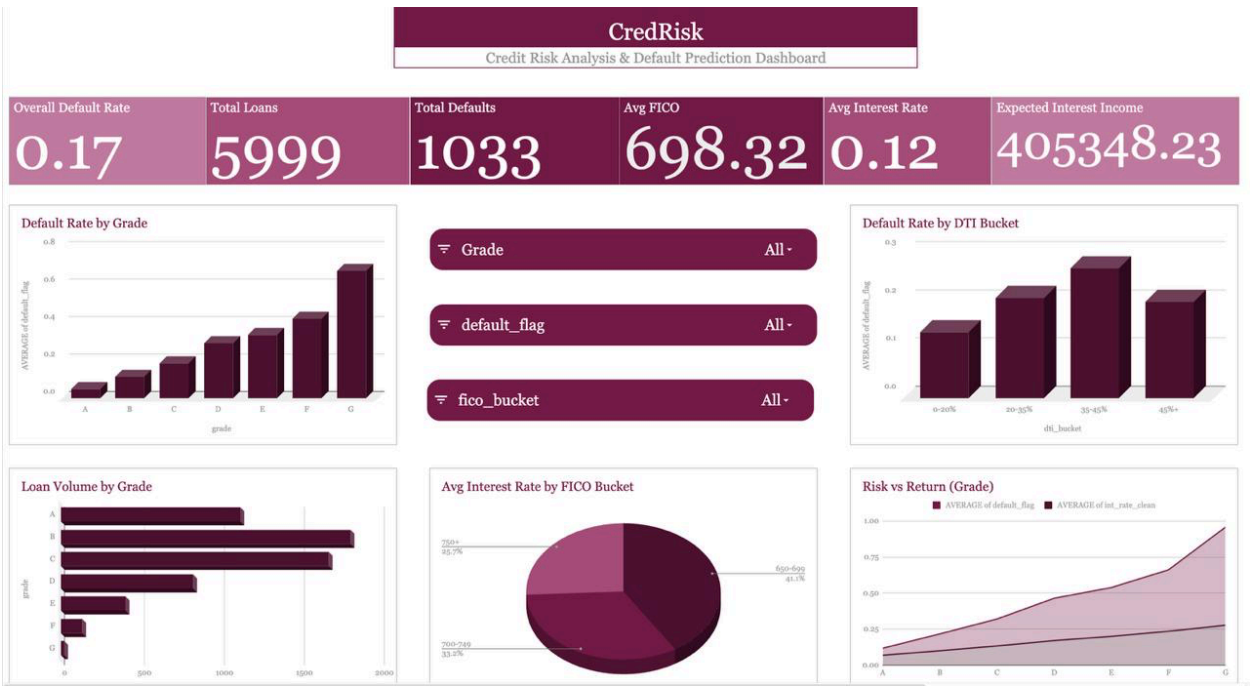 CredRisk
Credit Risk Analysis & Default Prediction Dashboard
Overall Default Rate
0.17
Total Loans
5999
Total Defaults
1033
Avg FICO
698.32
Avg Interest Rate
0.12
Expected Interest Income
405348.23
Default Rate by Grade
AVERAGE of default_flag
0.8
0.6
0.4
0.2
0.0
A B C D E F G
grade
Grade All
default_flag All
fico_bucket All
Default Rate by DTI Bucket
AVERAGE of default_flag
0.3
0.2
0.1
0.0
0-20% 20-35% 35-45% 45%+
dti_bucket
Loan Volume by Grade
grade
A
B
C
D
E
F
G
0 500 1000 1500 2000
Avg Interest Rate by FICO Bucket
750+
25.7%
650-699
41.1%
700-749
33.2%
Risk vs Return (Grade)
AVERAGE of default_flag AVERAGE of int_rate_clean
1.00
0.75
0.50
0.25
0.00
A B C D E F G